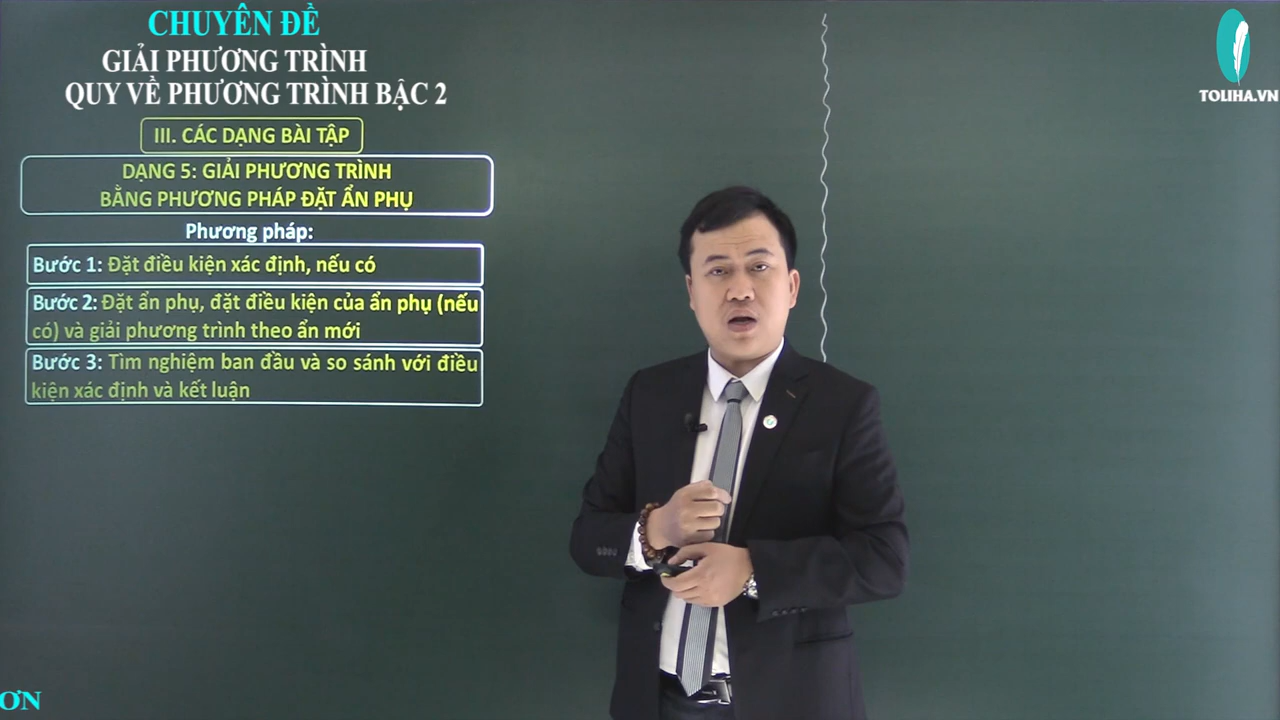 CHUYÊN ĐỀ
GIẢI PHƯƠNG TRÌNH
QUY VỀ PHƯƠNG TRÌNH BẬC 2
III. CÁC DẠNG BÀI TẬP
DẠNG 5: GIẢI PHƯƠNG TRÌNH
BẰNG PHƯƠNG PHÁP ĐẶT ẨN PHỤ
Phương pháp:
Bước 1: Đặt điều kiện xác định, nếu có
Bước 2: Đặt ẩn phụ, đặt điều kiện của ẩn phụ (nếu
có) và giải phương trình theo ẩn mới
Bước 3: Tìm nghiệm ban đầu và so sánh với điều
kiện xác định và kết luận
TOLIHA.VN
ƠN